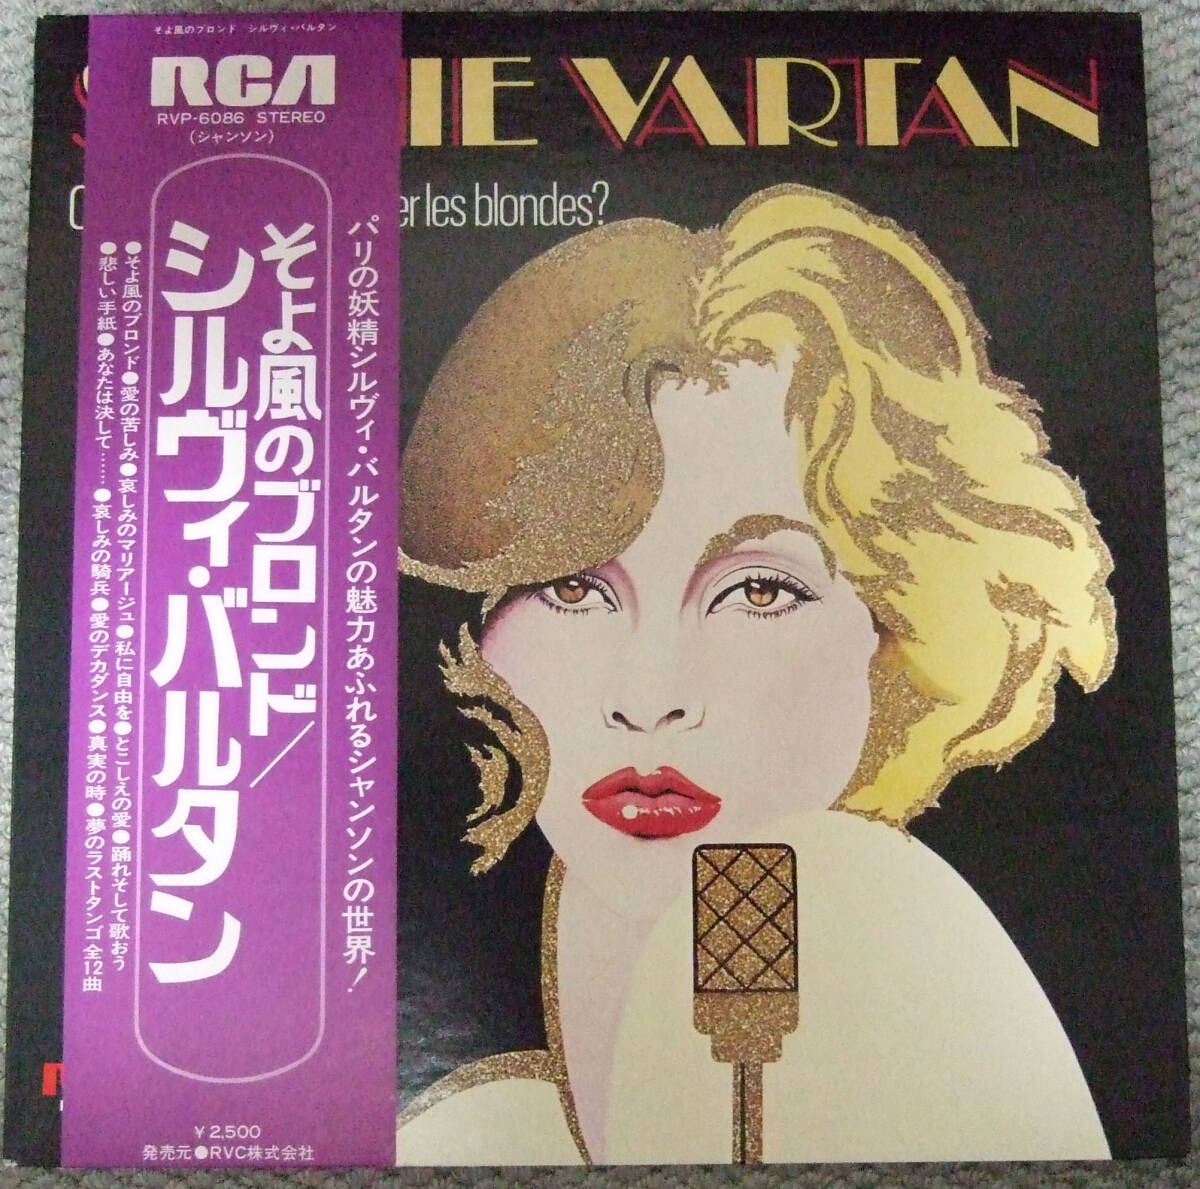 そよ風のブロンド シルヴィ・バルタン
RCA
RVP-6086 STEREO
(シャンソン)
VARTAN
les blondes?
パリの妖精シルヴィ・バルタンの魅力あふれるシャンソンの世界!
そよ風のブロンド/
シルヴィ・バルタン
●そよ風のブロンド●愛の苦しみ●哀しみのマリアージュ●私に自由を●とこしえの愛●踊れそして歌おう
●悲しい手紙●あなたは決して……●哀しみの騎兵●愛のデカダンス●真実の時●夢のラストタンゴ 全12曲
¥2,500
発売元●RVC株式会社